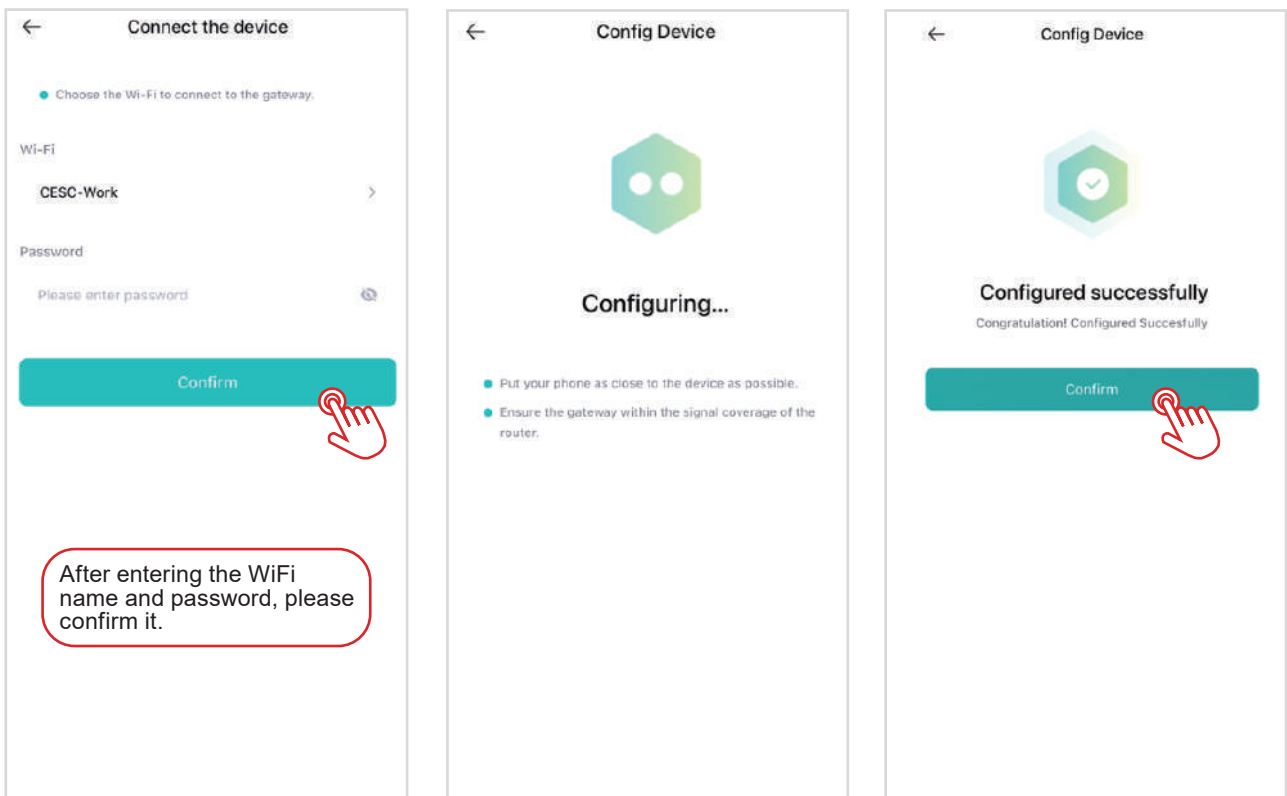 Connect the device
Choose the Wi-Fi to connect to the gateway.
Wi-Fi
CESC-Work
Password
Please enter password
Confirm
After entering the WiFi
name and password, please
confirm it.
Config Device
Configuring...
Put your phone as close to the device as possible.
Ensure the gateway within the signal coverage of the
router.
Config Device
Configured successfully
Congratulation! Configured Succesfully
Confirm